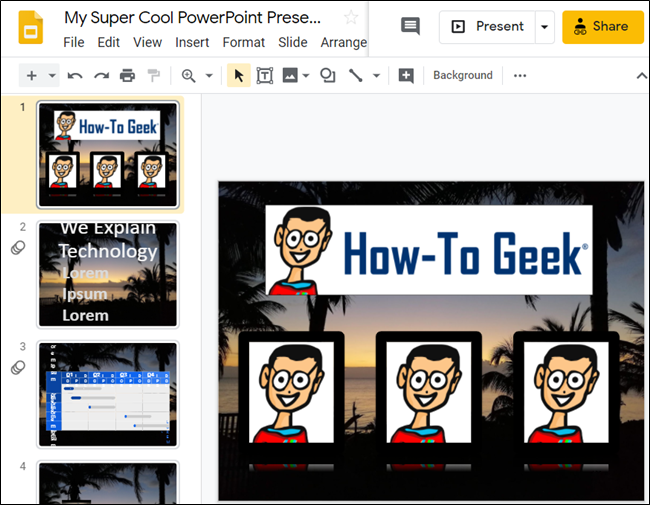 My Super Cool PowerPoint Prese...
File Edit View Insert Format Slide Arrange
Present
Share
Background
1
How-To Geek
2
We Explain
Technology
Lorem
Ipsum
Lorem
3
4
How-To Geek®